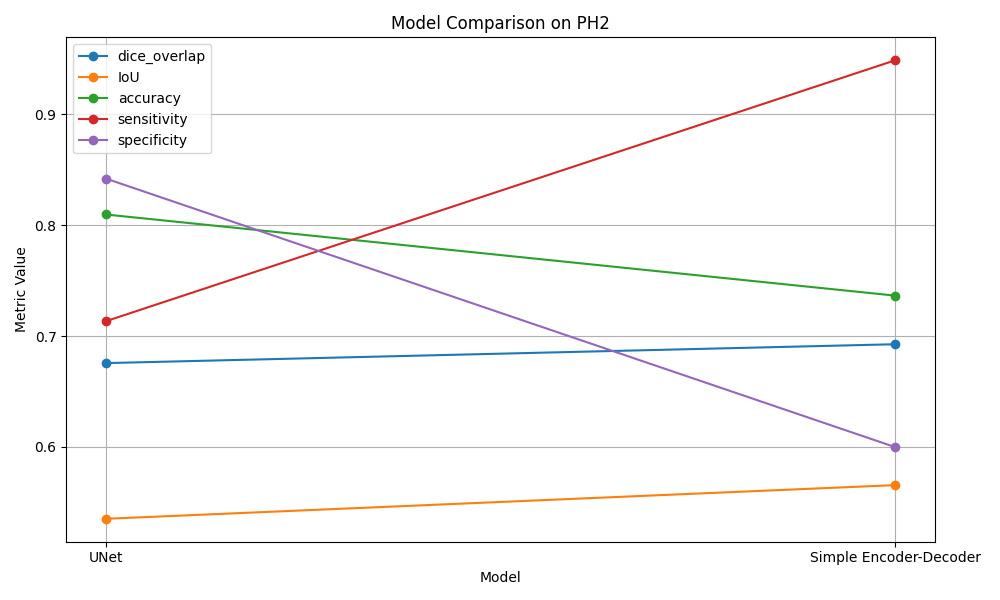 Model Comparison on PH2
dice_overlap
IoU
accuracy
sensitivity
specificity
Metric Value
0.9
0.8
0.7
0.6
UNet
Simple Encoder-Decoder
Model